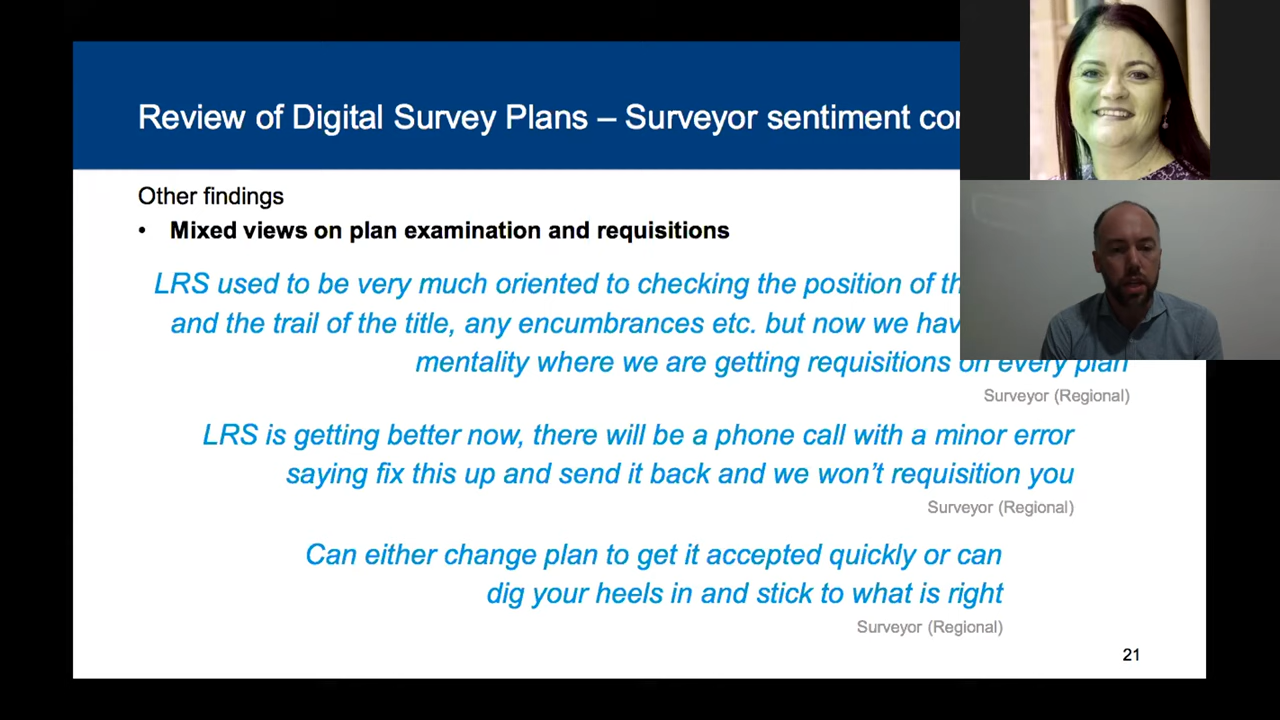 Review of Digital Survey Plans – Surveyor sentiment
Other findings
• Mixed views on plan examination and requisitions
LRS used to be very much oriented to checking the position of
and the trail of the title, any encumbrances etc. but now we
mentality where we are getting requisitions on every plan
Surveyor (Regional)
LRS is getting better now, there will be a phone call with a minor error
saying fix this up and send it back and we won’t requisition you
Surveyor (Regional)
Can either change plan to get it accepted quickly or can
dig your heels in and stick to what is right
Surveyor (Regional)
21